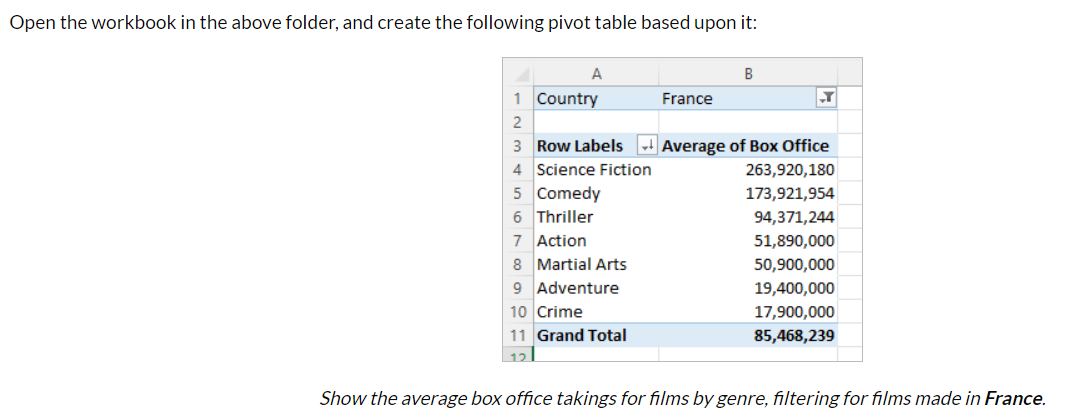 Open the workbook in the above folder, and create the following pivot table based upon it:
A B
1 Country France
2
3 Row Labels Average of Box Office
4 Science Fiction 263,920,180
5 Comedy 173,921,954
6 Thriller 94,371,244
7 Action 51,890,000
8 Martial Arts 50,900,000
9 Adventure 19,400,000
10 Crime 17,900,000
11 Grand Total 85,468,239
12
Show the average box office takings for films by genre, filtering for films made in France.